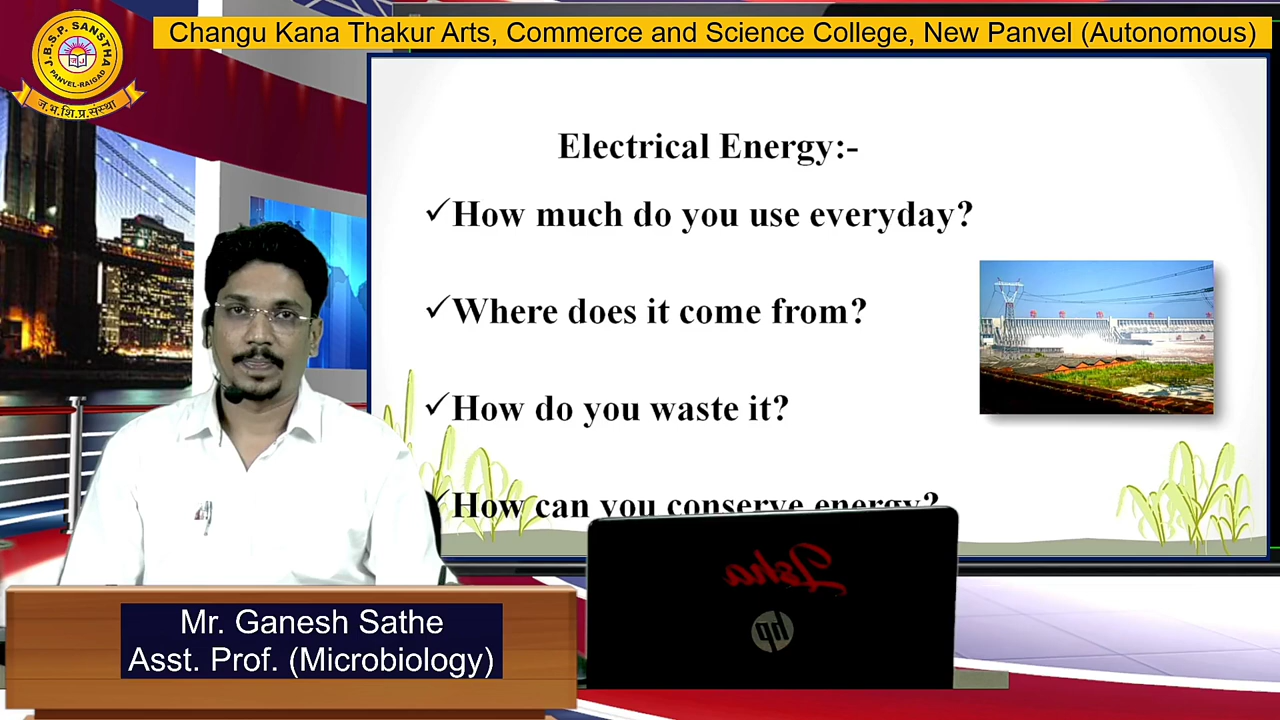 J.B.S.P. SANSTHA
PANVEL-RAIGAD
ज.भ.शि.प्र.संस्था
Changu Kana Thakur Arts, Commerce and Science College, New Panvel (Autonomous)
Electrical Energy:-
✓How much do you use everyday?
✓Where does it come from?
✓How do you waste it?
✓How can you conserve energy?
Isha
hp
Mr. Ganesh Sathe
Asst. Prof. (Microbiology)